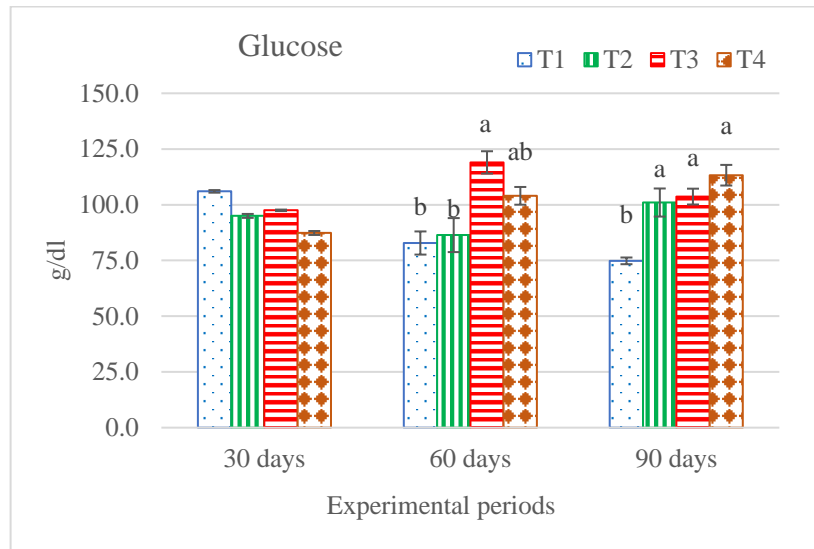 Glucose
T1 T2 T3 T4
150.0
125.0
100.0
75.0
50.0
25.0
0.0
g/dl
a
ab
b
b
a
a
a
b
30 days 60 days 90 days
Experimental periods